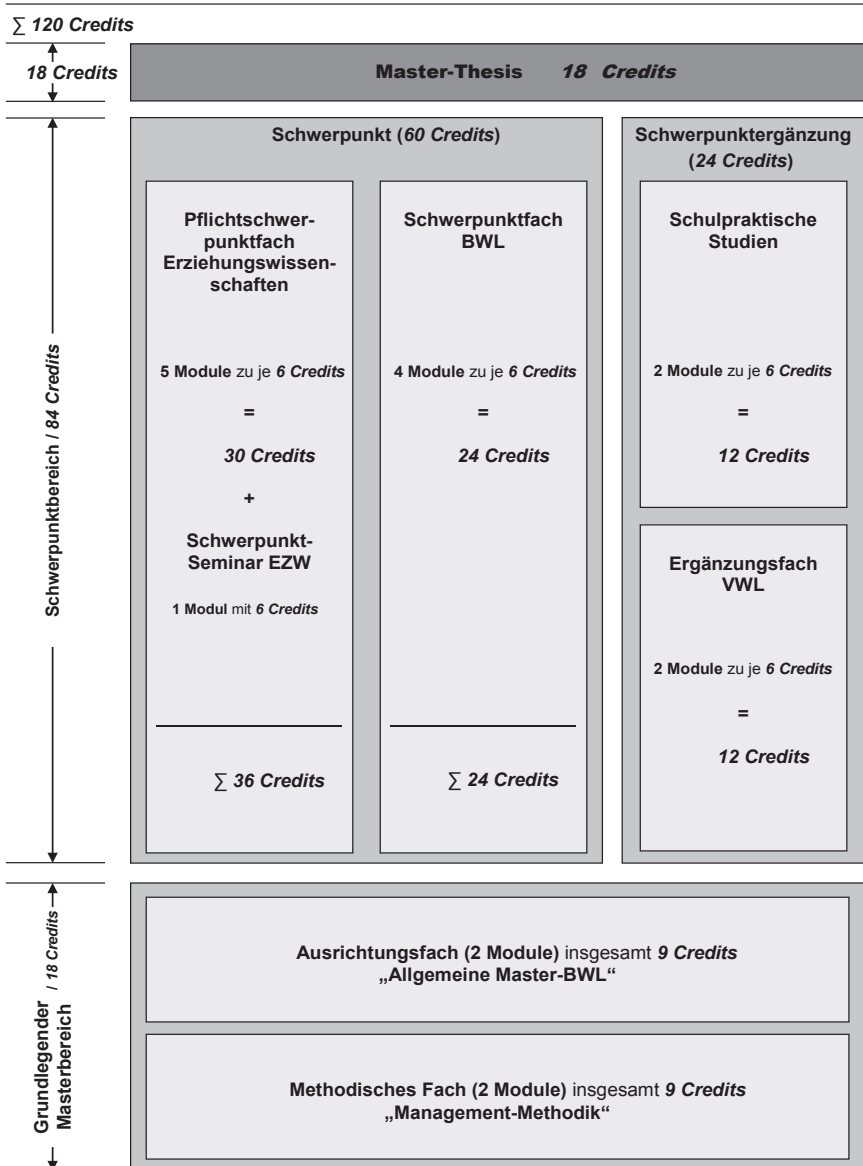 ∑ 120 Credits
18 Credits
Master-Thesis 18 Credits
Schwerpunktbereich / 84 Credits
Schwerpunkt (60 Credits)
Pflichtschwer-
punktfach
Erziehungswissen-
schaften
5 Module zu je 6 Credits
=
30 Credits
+
Schwerpunkt-
Seminar EZW
1 Modul mit 6 Credits
∑ 36 Credits
Schwerpunktfach
BWL
4 Module zu je 6 Credits
=
24 Credits
∑ 24 Credits
Schwerpunktergänzung
(24 Credits)
Schulpraktische
Studien
2 Module zu je 6 Credits
=
12 Credits
Ergänzungsfach
VWL
2 Module zu je 6 Credits
=
12 Credits
Grundlegender / 18 Credits
Masterbereich
Ausrichtungsfach (2 Module) insgesamt 9 Credits
„Allgemeine Master-BWL“
Methodisches Fach (2 Module) insgesamt 9 Credits
„Management-Methodik“